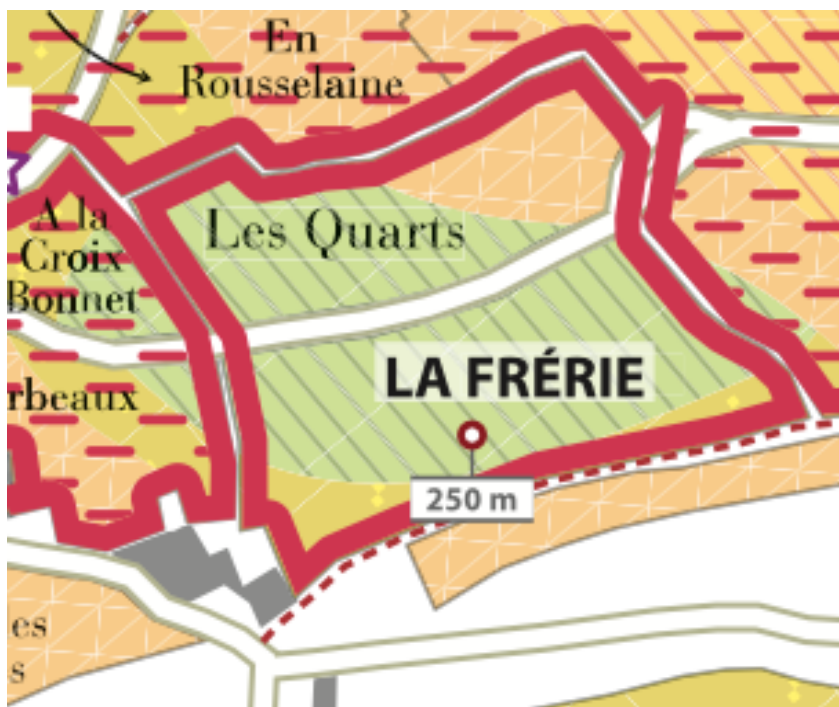 En
Rousselaine
A la
Croix
Bonnet
Les Quarts
LA FRÉRIE
rbeaux
250 m
es
s